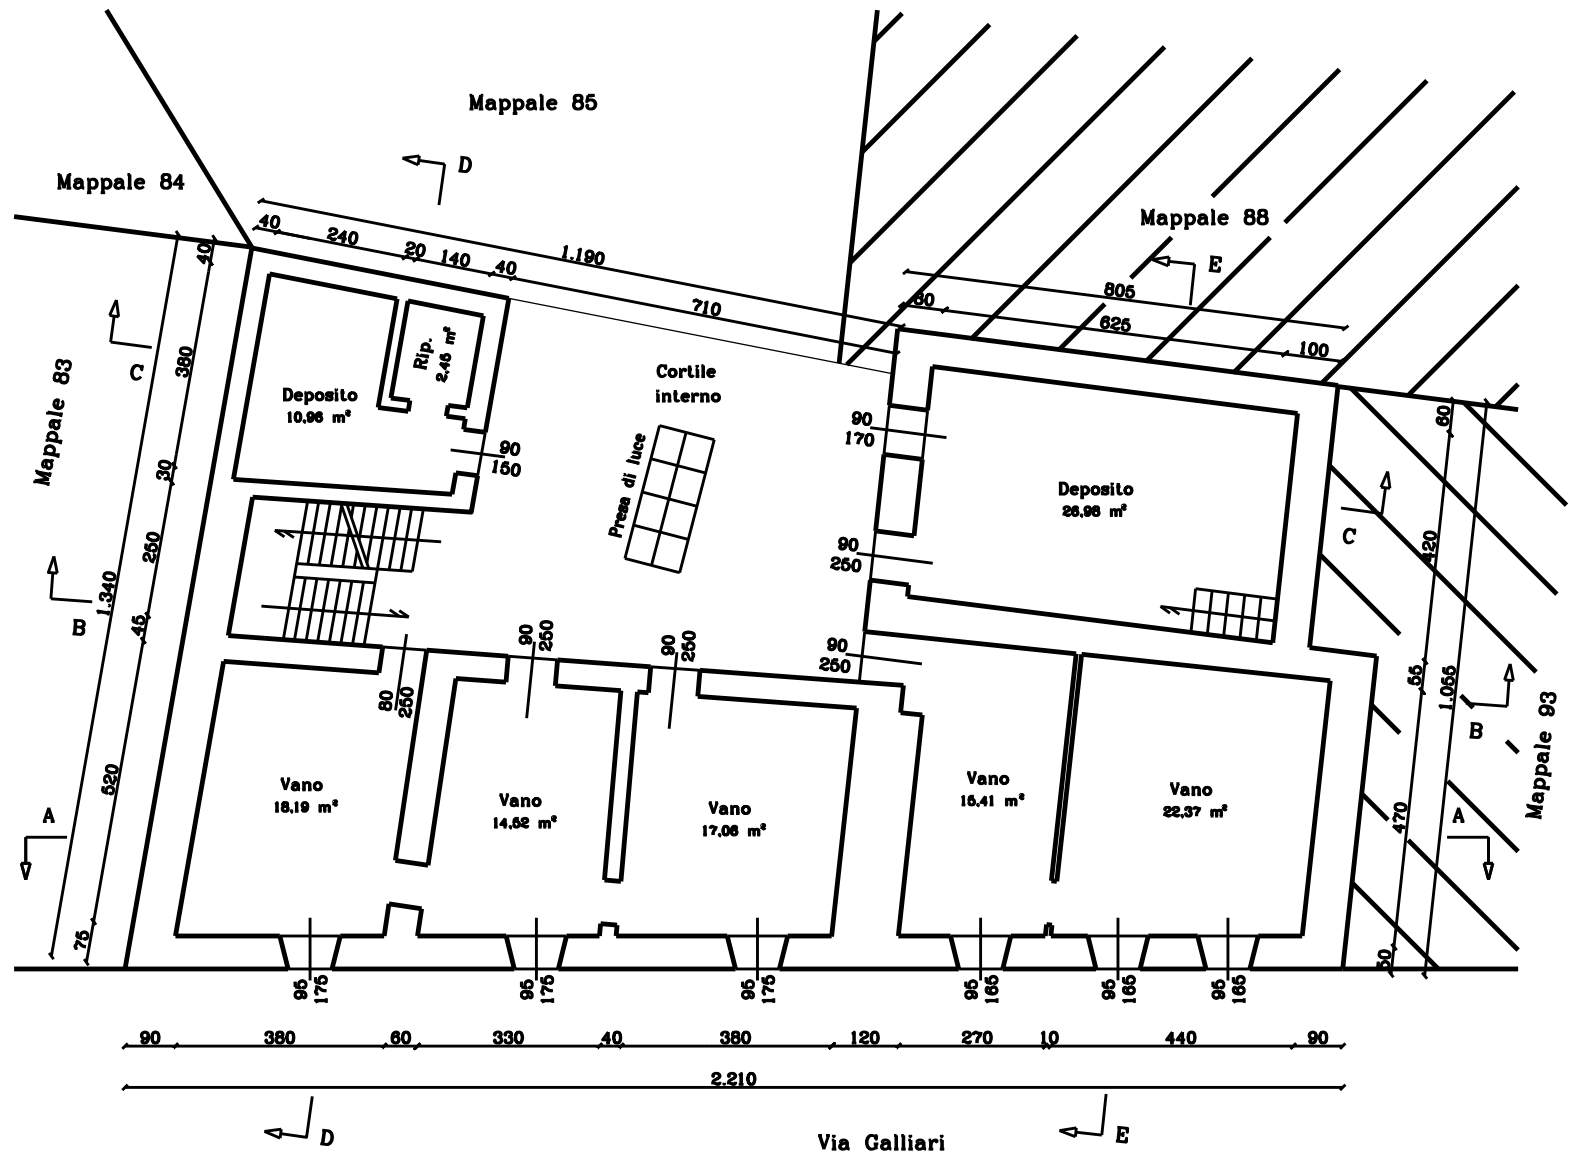 Mappale 85
D
Mappale 84
Mappale 88
E
40
240
20
140
40
1.190
710
805
80
625
100
40
380
C
Mappale 83
30
250
1.340
B
45
520
A
75
Rip.
2,45 m²
Deposito
10,96 m²
Cortile
interno
Presa di luce
90
150
90
170
Deposito
26,98 m²
90
250
90
250
90
250
90
250
80
250
60
C
420
55
1.055
B
Mappale 93
470
A
50
Vano
18,19 m²
Vano
14,52 m²
Vano
17,06 m²
Vano
15,41 m²
Vano
22,37 m²
95
175
95
175
95
175
95
165
95
165
95
165
90
380
60
330
40
380
120
270
10
440
90
2.210
D
E
Via Galliari